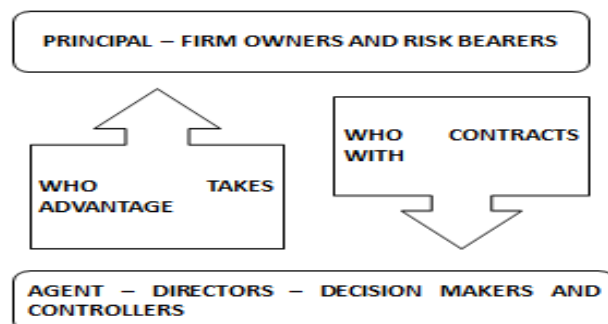 PRINCIPAL – FIRM OWNERS AND RISK BEARERS
WHO CONTRACTS
WITH
WHO TAKES
ADVANTAGE
AGENT – DIRECTORS – DECISION MAKERS AND
CONTROLLERS